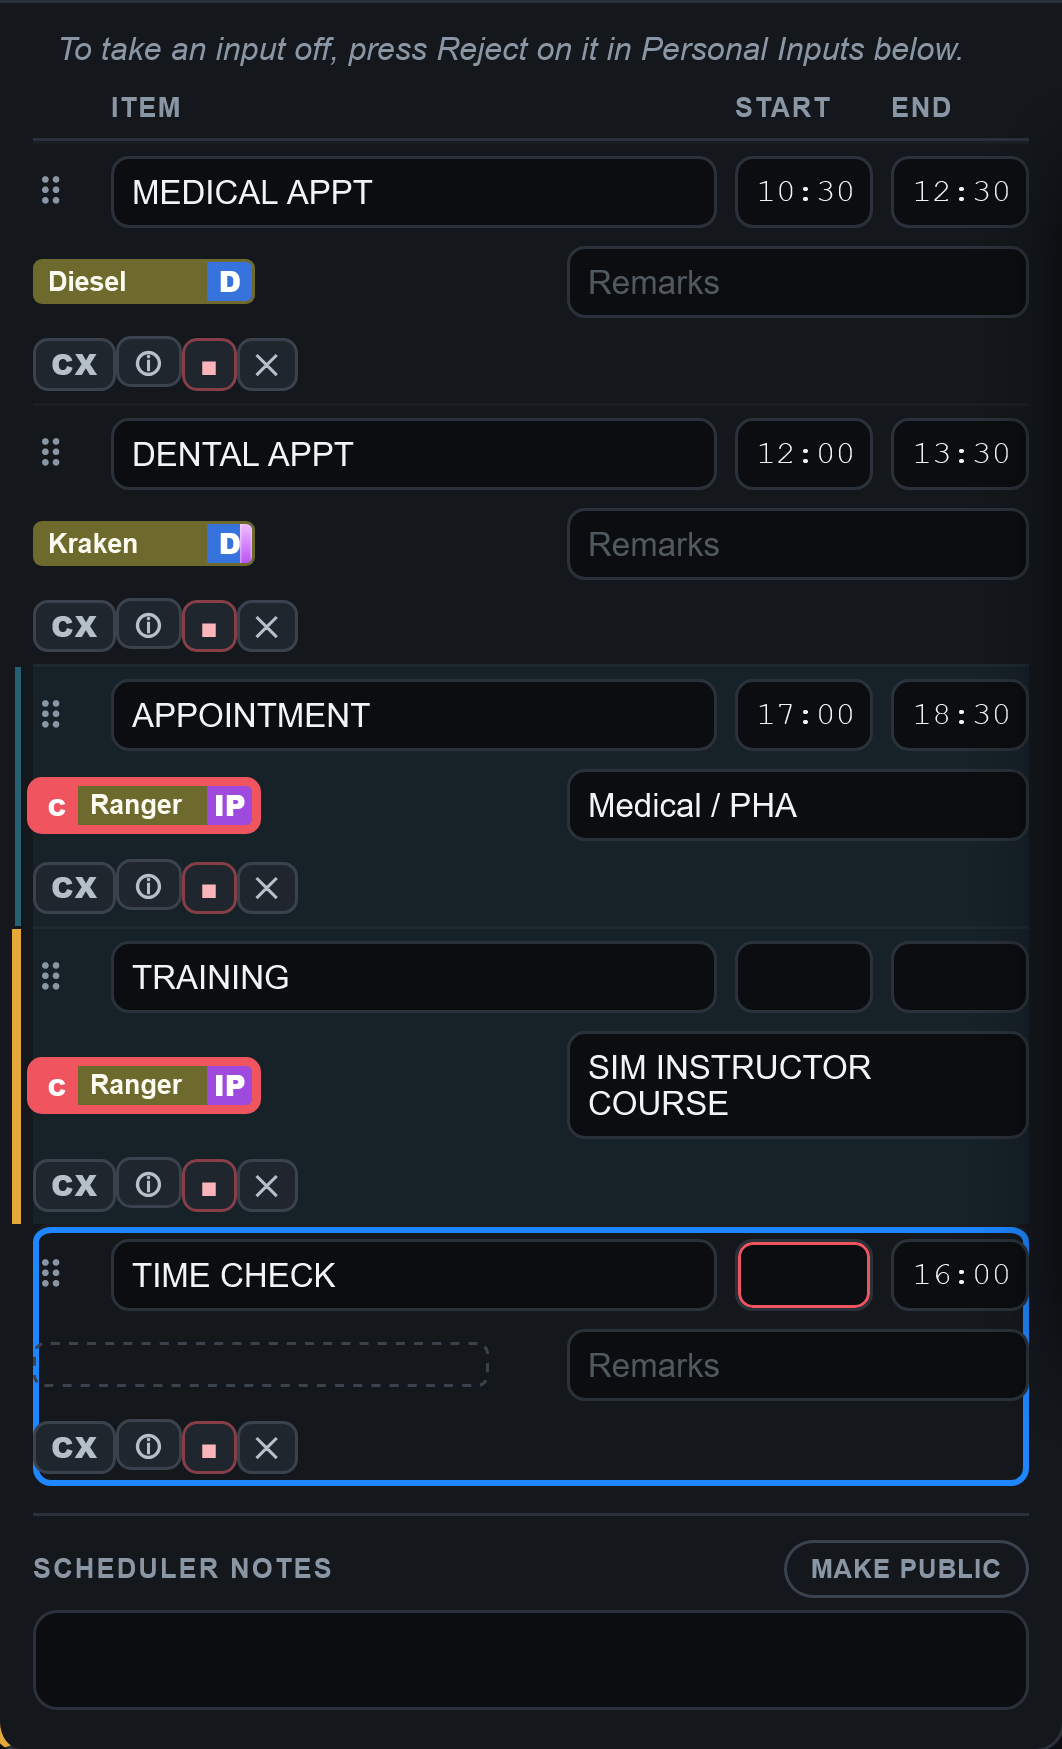 To take an input off, press Reject on it in Personal Inputs below.
ITEM START END
MEDICAL APPT 10:30 12:30
Diesel D Remarks
CX
DENTAL APPT 12:00 13:30
Kraken D Remarks
CX
APPOINTMENT 17:00 18:30
c Ranger IP Medical / PHA
CX
TRAINING
c Ranger IP SIM INSTRUCTOR
COURSE
CX
TIME CHECK 16:00
Remarks
CX
SCHEDULER NOTES MAKE PUBLIC